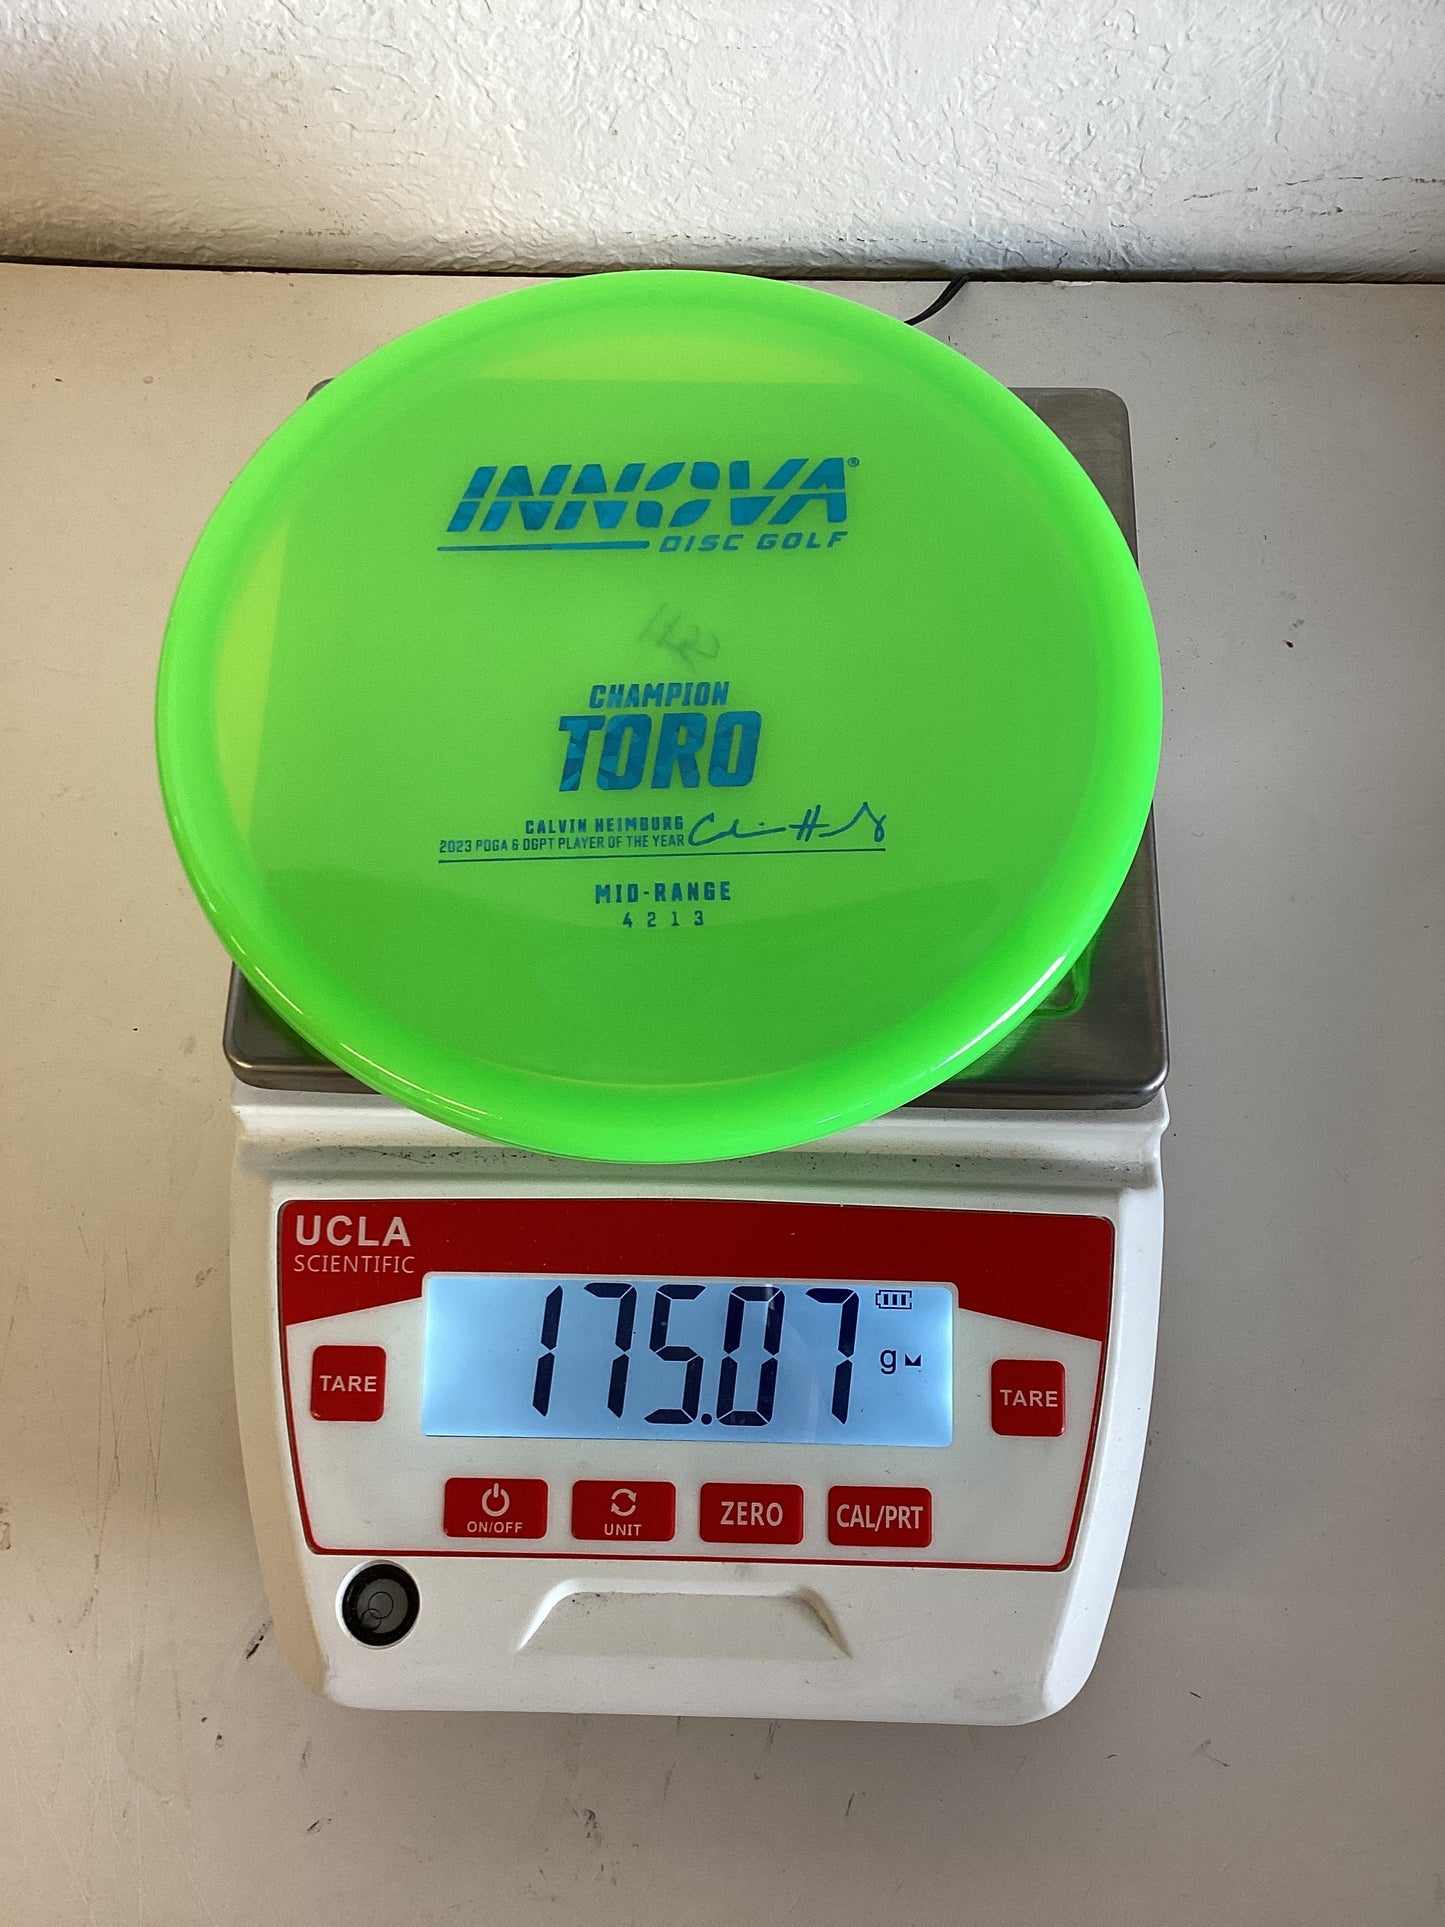 INNOVA®
DISC GOLF
CHAMPION
TORO
CALVIN HEIMBURG
2023 PDGA & DGPT PLAYER OF THE YEAR
MID-RANGE
4 2 1 3
UCLA
SCIENTIFIC
175.07 g
TARE
TARE
ON/OFF
UNIT
ZERO
CAL/PRT